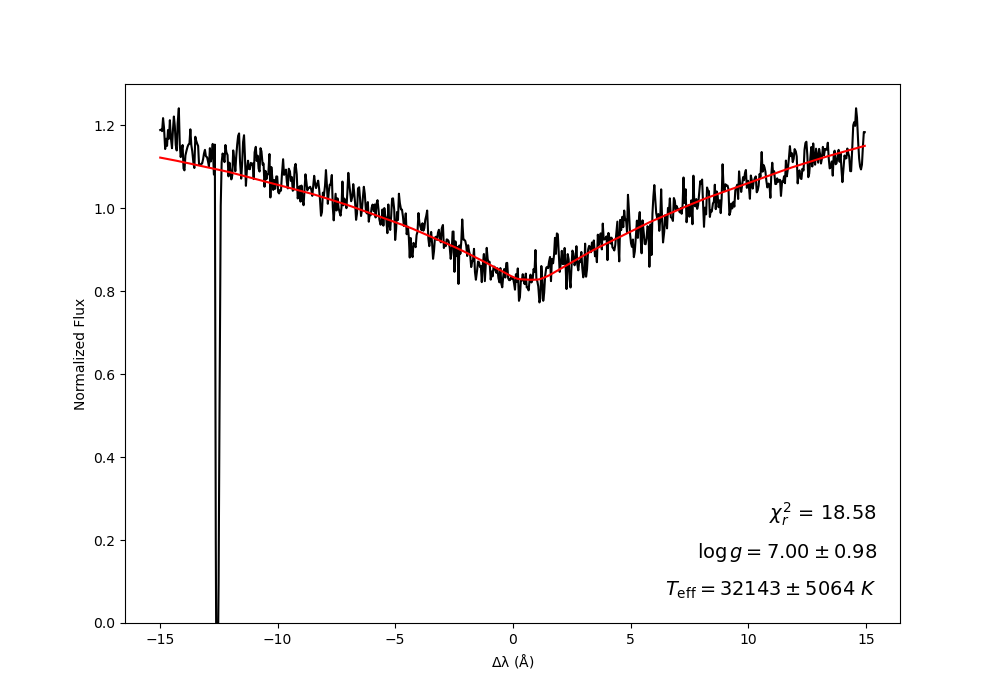 Normalized Flux
1.2
1.0
0.8
0.6
0.4
0.2
0.0
χ²ᵣ = 18.58
log g = 7.00 ± 0.98
T_eff = 32143 ± 5064 K
−15
−10
−5
0
5
10
15
Δλ (Å)